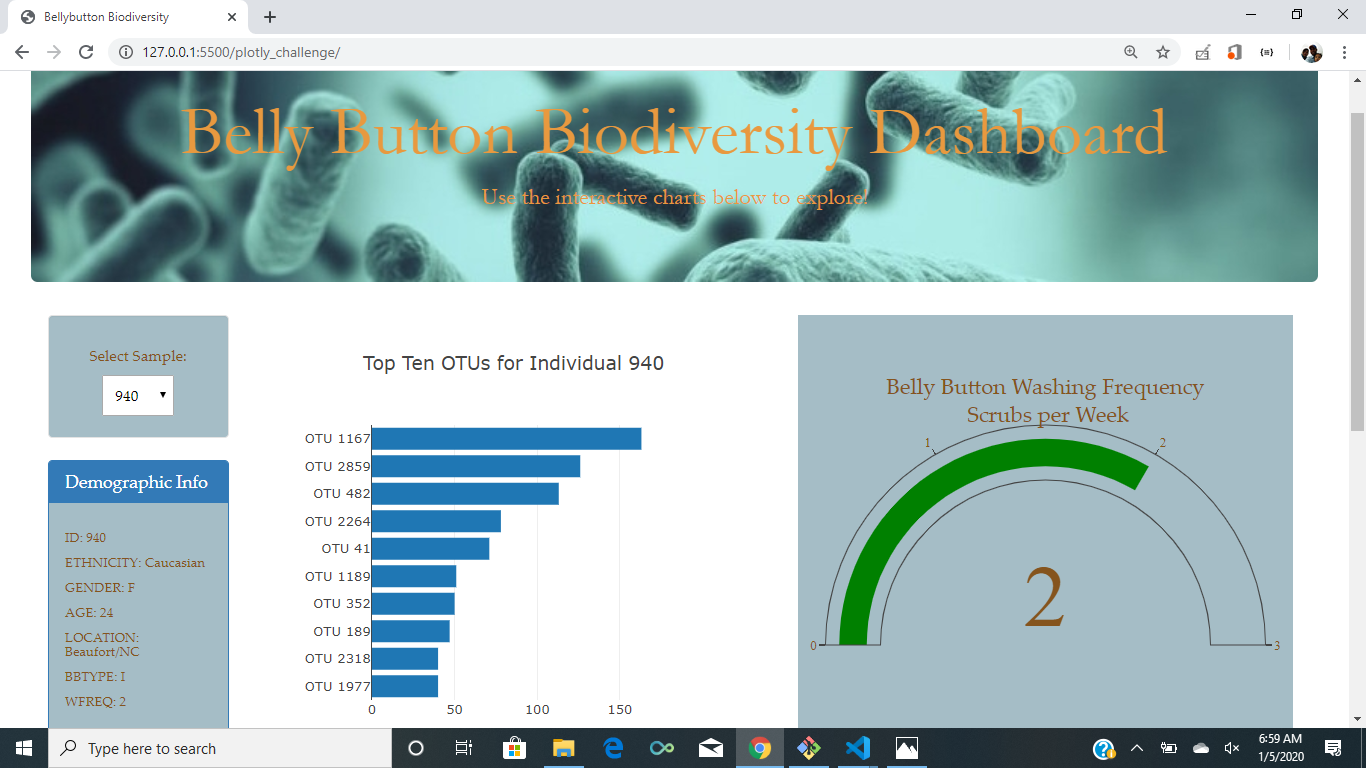 Bellybutton Biodiversity
127.0.0.1:5500/plotly_challenge/
Belly Button Biodiversity Dashboard
Use the interactive charts below to explore!
Select Sample:
940
Demographic Info
ID: 940
ETHNICITY: Caucasian
GENDER: F
AGE: 24
LOCATION:
Beaufort/NC
BBTYPE: I
WFREQ: 2
Top Ten OTUs for Individual 940
OTU 1167
OTU 2859
OTU 482
OTU 2264
OTU 41
OTU 1189
OTU 352
OTU 189
OTU 2318
OTU 1977
0 50 100 150
Belly Button Washing Frequency
Scrubs per Week
1 2
2
0 3
Type here to search
6:59 AM
1/5/2020